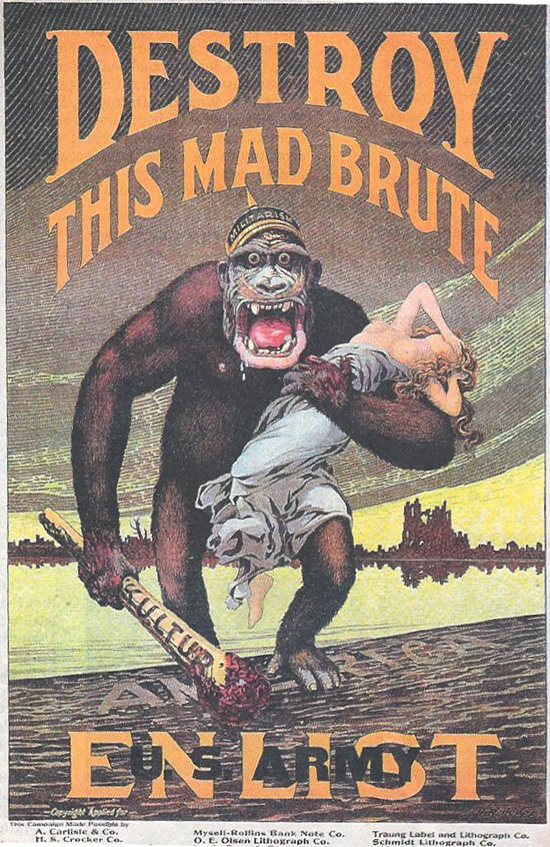 DESTROY
THIS MAD BRUTE
MILITARISM
KULTUR
AMERICA
ENLIST
U.S. ARMY
Copyright Applied for
This Campaign Made Possible by
A. Carlisle & Co.
H. S. Crocker Co.
Mysell-Rollins Bank Note Co.
O. E. Olsen Lithograph Co.
Traung Label and Lithograph Co.
Schmidt Lithograph Co.